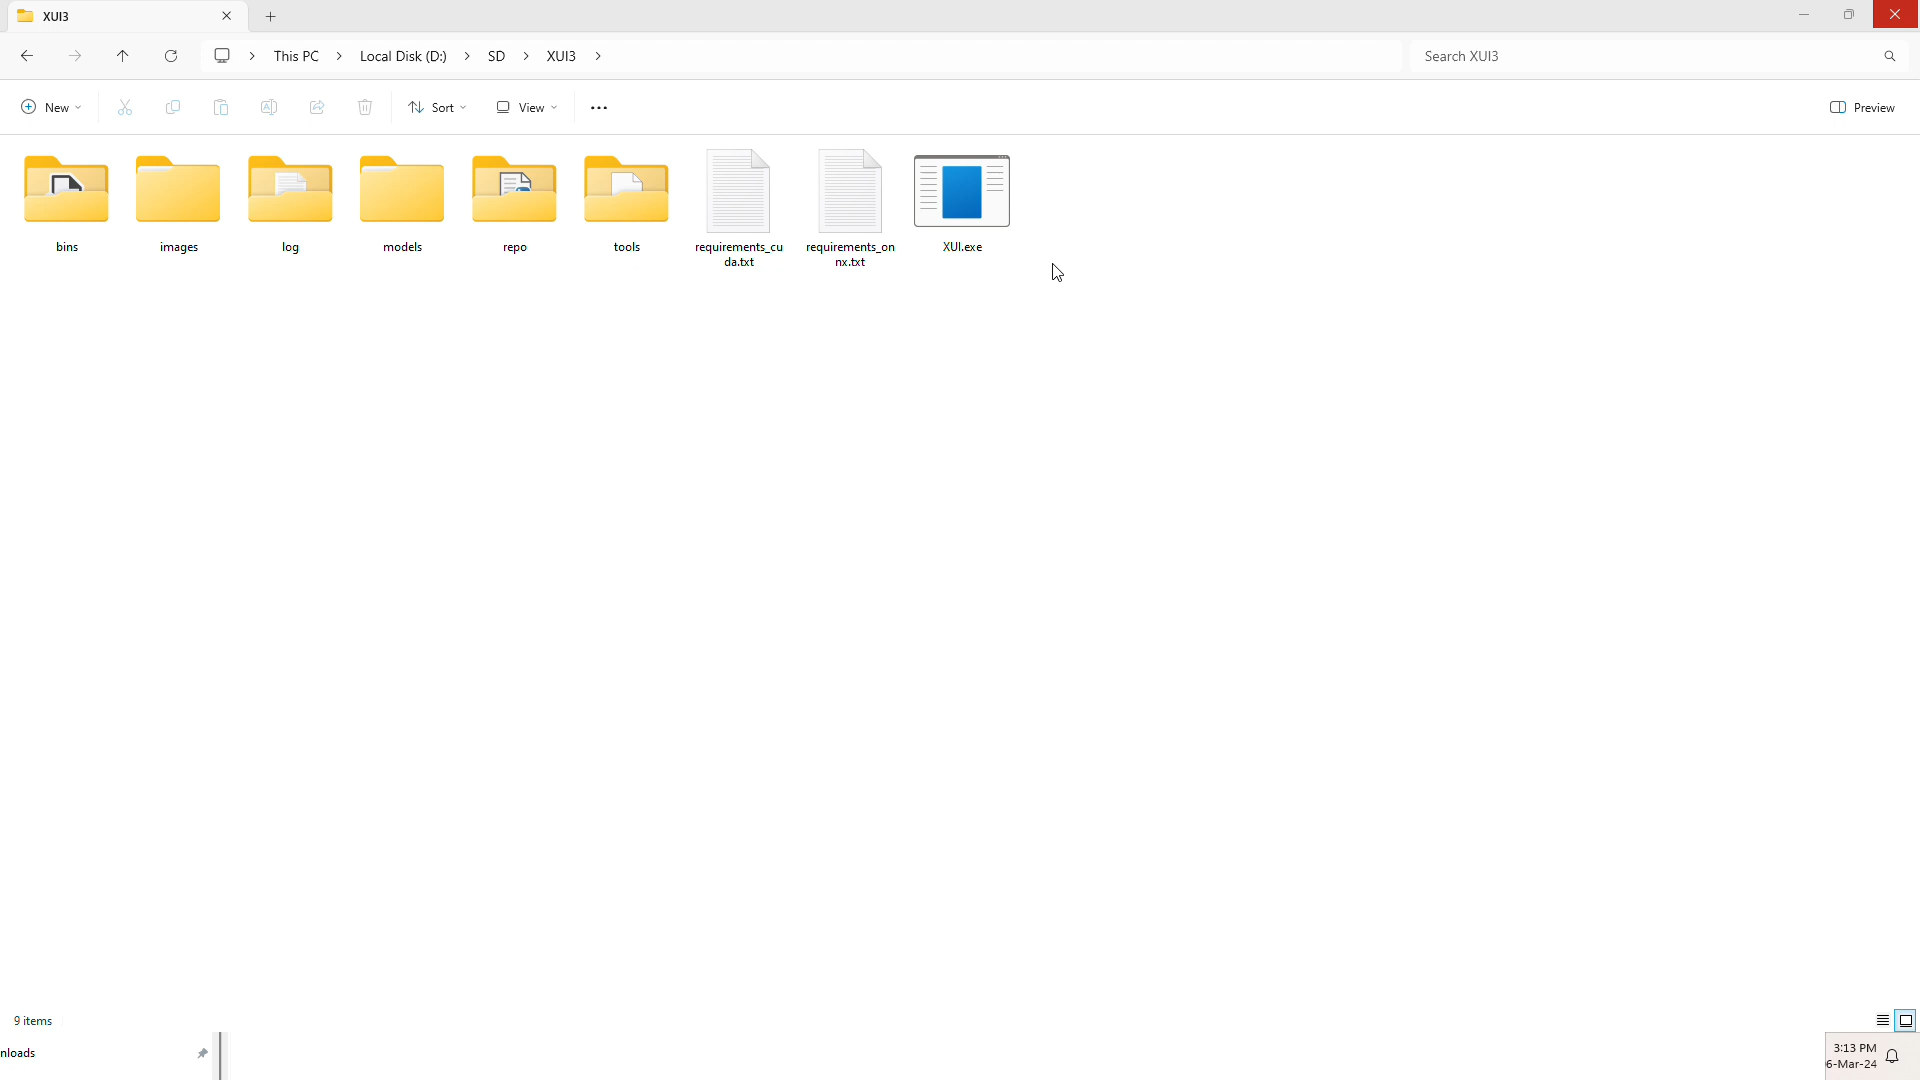 XUI3
This PC
Local Disk (D:)
SD
XUI3
Search XUI3
New
Sort
View
Preview
bins
images
log
models
repo
tools
requirements_cu
da.txt
requirements_on
nx.txt
XUI.exe
9 items
nloads
3:13 PM
6-Mar-24